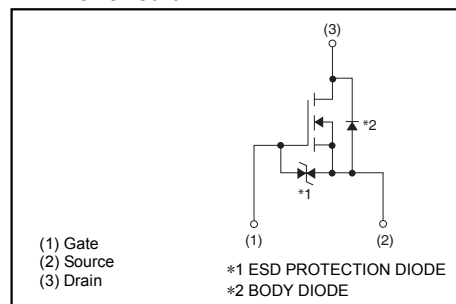 (3)
*2
*1
(1)
(2)
(1) Gate
(2) Source
(3) Drain
*1 ESD PROTECTION DIODE
*2 BODY DIODE